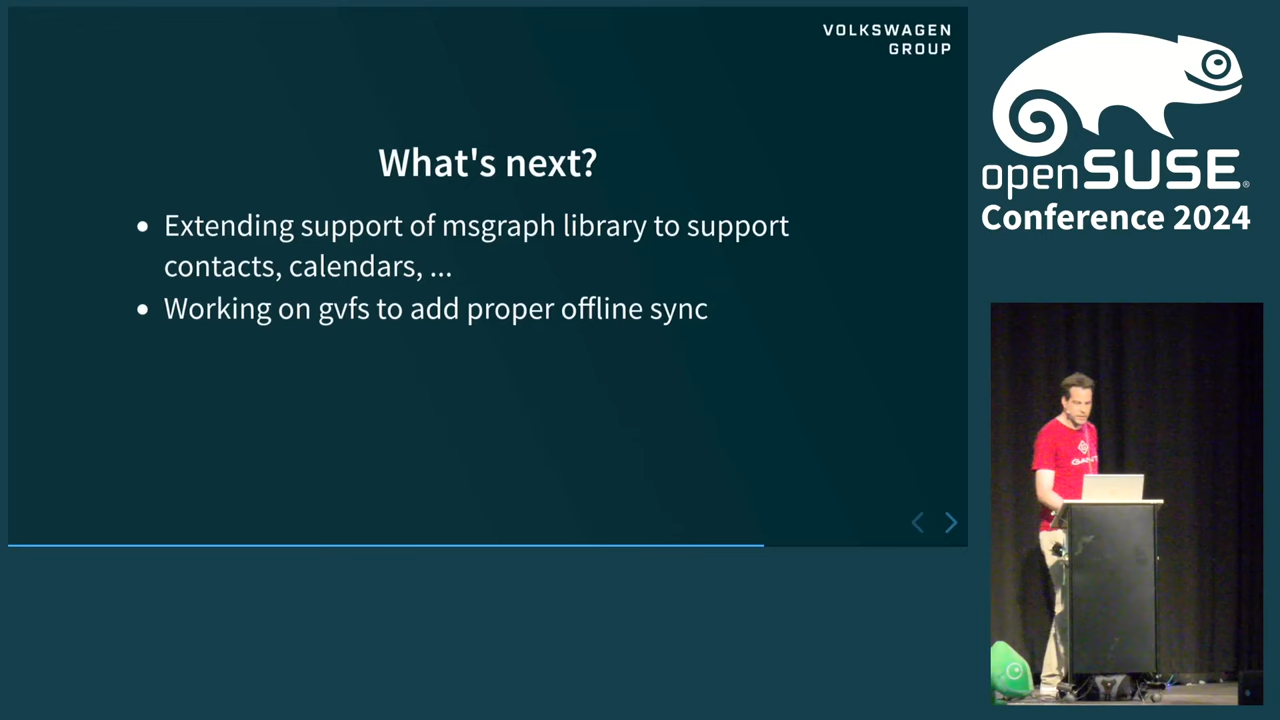 VOLKSWAGEN
GROUP
What's next?
• Extending support of msgraph library to support
contacts, calendars, ...
• Working on gvfs to add proper offline sync
openSUSE®
Conference 2024